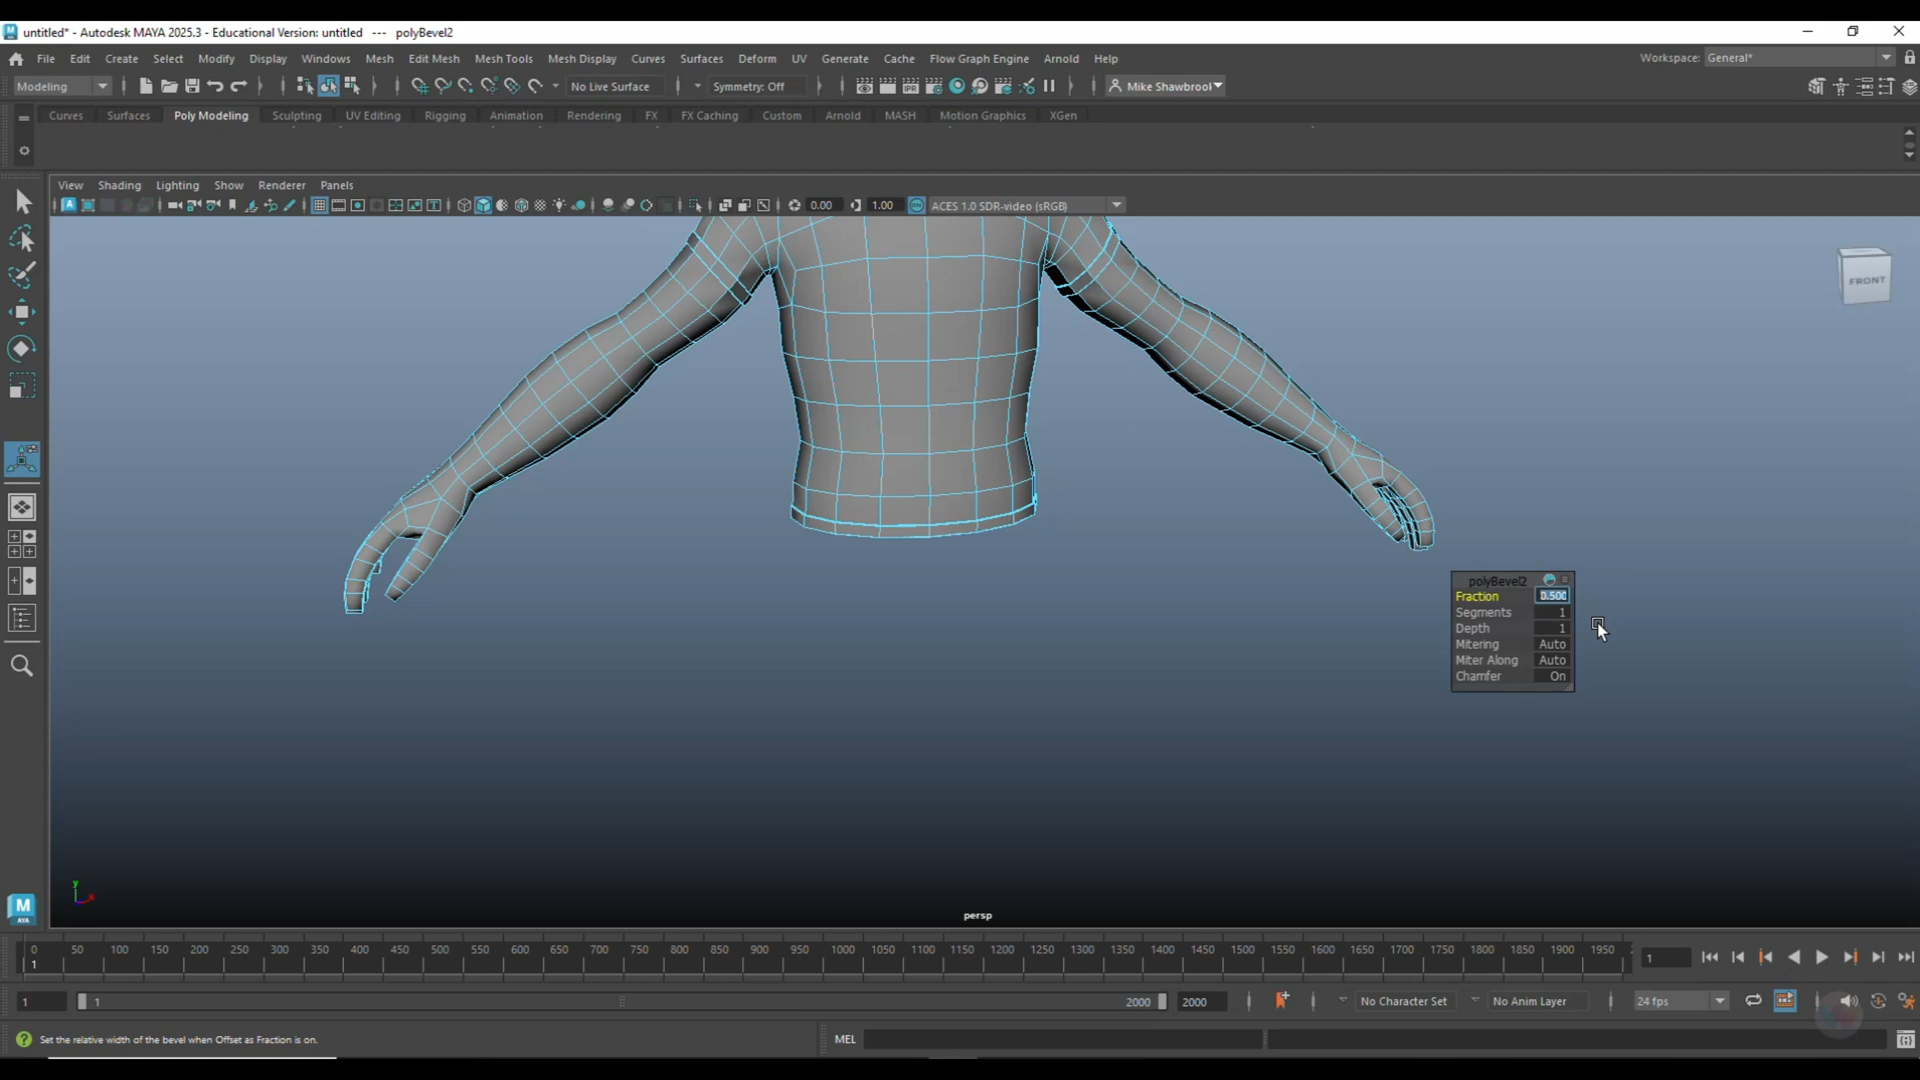 untitled* - Autodesk MAYA 2025.3 - Educational Version: untitled --- polyBevel2
File Edit Create Select Modify Display Windows Mesh Edit Mesh Mesh Tools Mesh Display Curves Surfaces Deform UV Generate Cache Flow Graph Engine Arnold Help
Workspace: General*
Modeling
No Live Surface
Symmetry: Off
IPR
Mike Shawbrool
Curves Surfaces Poly Modeling Sculpting UV Editing Rigging Animation Rendering FX FX Caching Custom Arnold MASH Motion Graphics XGen
View Shading Lighting Show Renderer Panels
0.00
1.00
ACES 1.0 SDR-video (sRGB)
FRONT
polyBevel2
Fraction 0.500
Segments 1
Depth 1
Mitering Auto
Miter Along Auto
Chamfer On
y
x
M
AYA
persp
0 50 100 150 200 250 300 350 400 450 500 550 600 650 700 750 800 850 900 950 1000 1050 1100 1150 1200 1250 1300 1350 1400 1450 1500 1550 1600 1650 1700 1750 1800 1850 1900 1950
1
1
1
1
2000
2000
No Character Set
No Anim Layer
24 fps
Set the relative width of the bevel when Offset as Fraction is on.
MEL